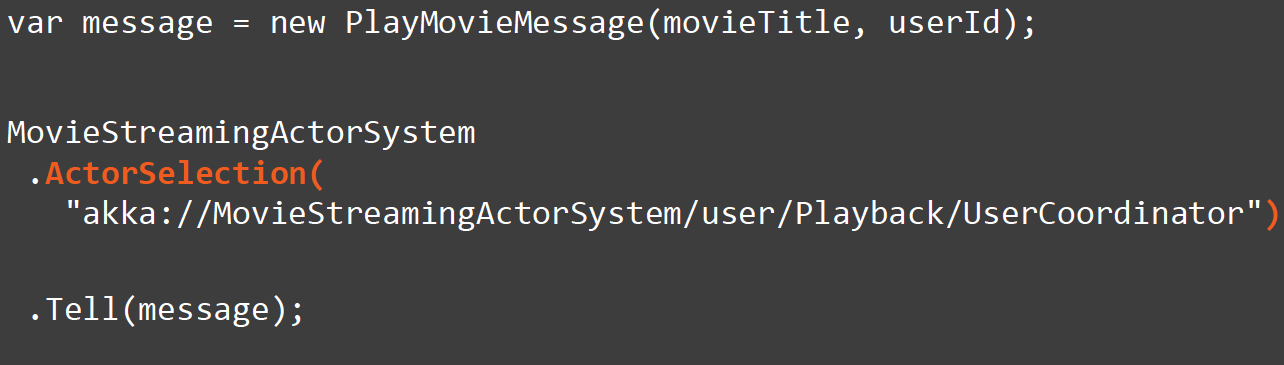 var message = new PlayMovieMessage(movieTitle, userId);
MovieStreamingActorSystem
.ActorSelection(
"akka://MovieStreamingActorSystem/user/Playback/UserCoordinator")
.Tell(message);